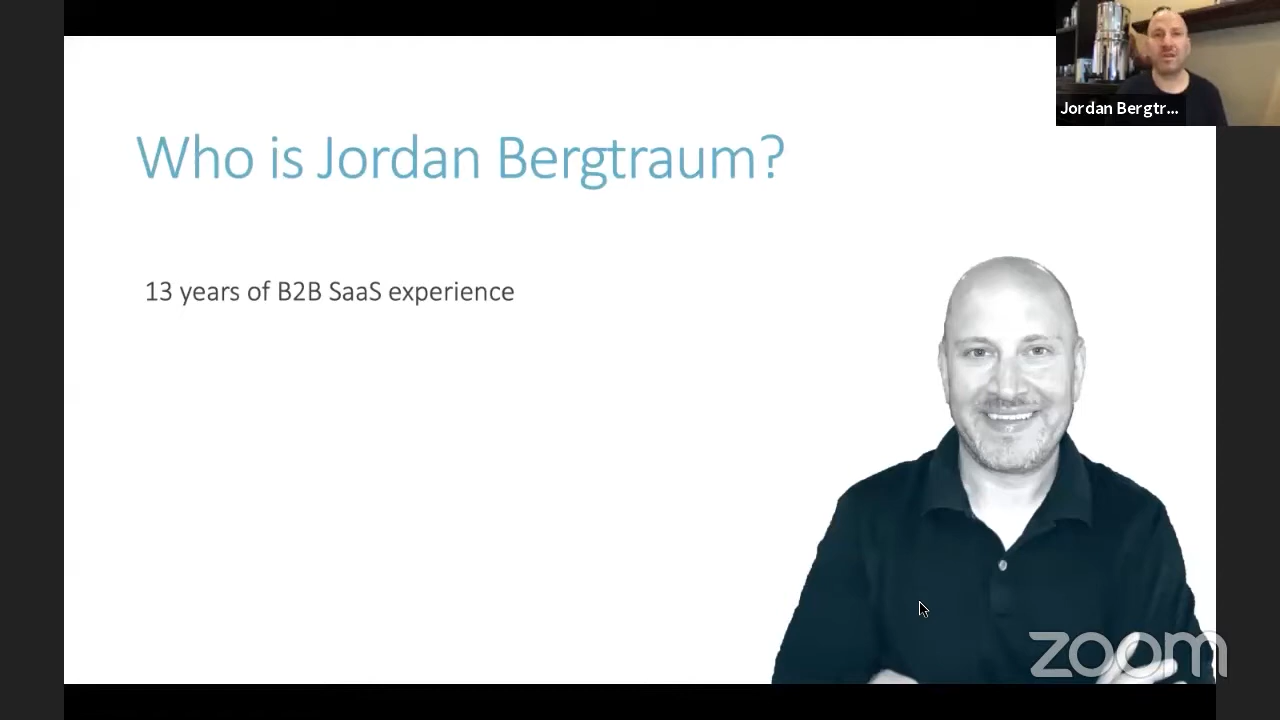 Jordan Bergtr...
Who is Jordan Bergtraum?
13 years of B2B SaaS experience
zoom